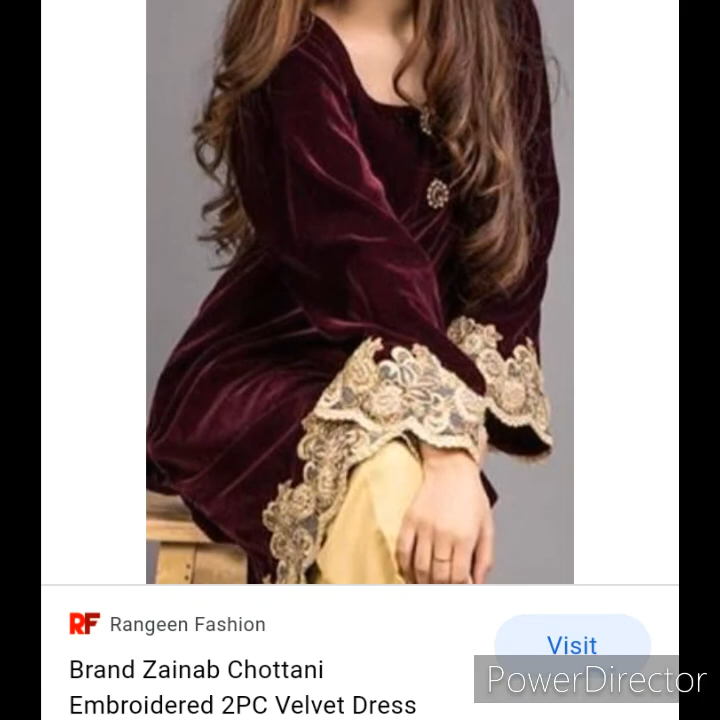 RF Rangeen Fashion
Visit
Brand Zainab Chottani
Embroidered 2PC Velvet Dress
PowerDirector